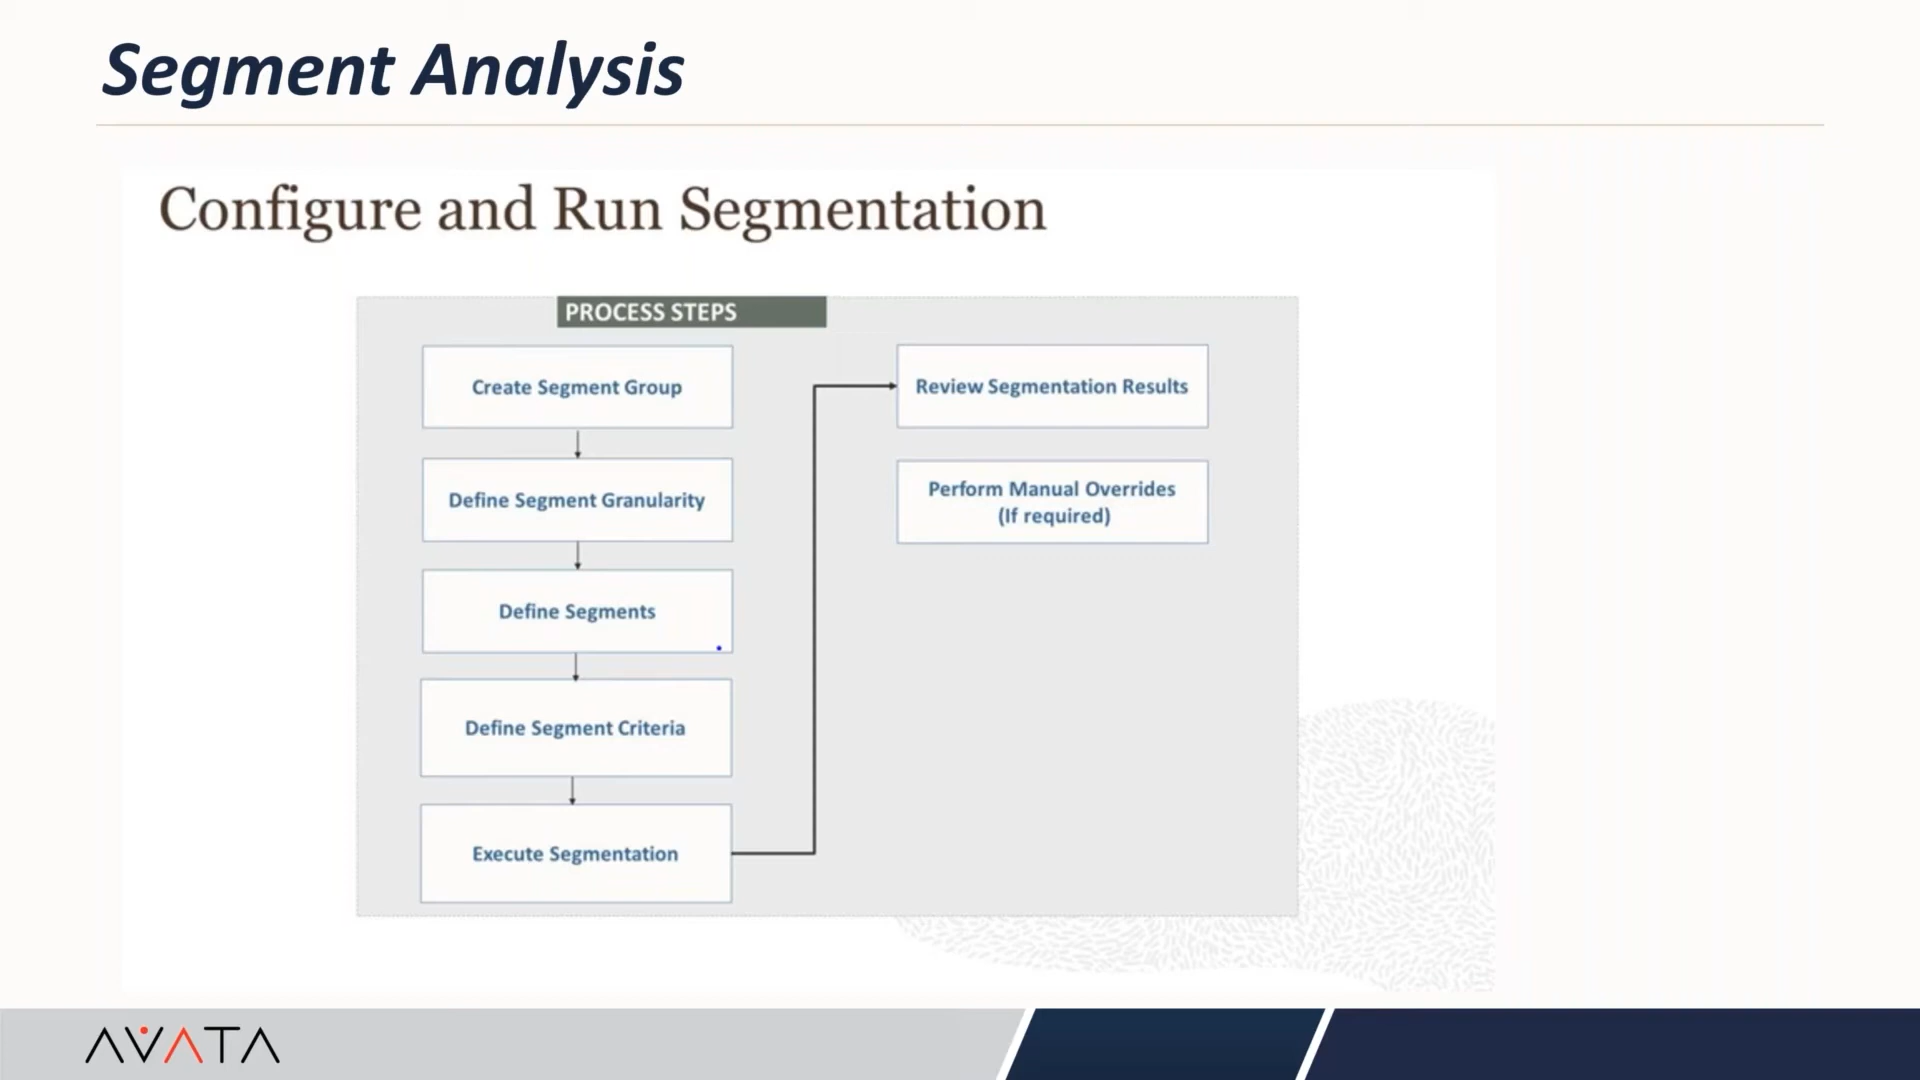 Segment Analysis
Configure and Run Segmentation
PROCESS STEPS
Create Segment Group
Define Segment Granularity
Define Segments
Define Segment Criteria
Execute Segmentation
Review Segmentation Results
Perform Manual Overrides
(If required)
AVATA